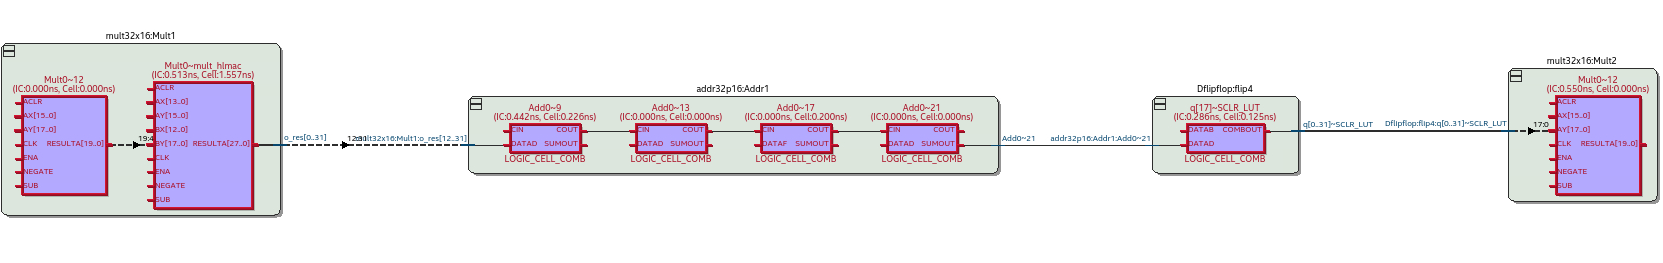 mult32x16:Mult1
Mult0~12
(IC:0.000ns, Cell:0.000ns)
ACLR
AX[15..0]
AY[17..0]
CLK RESULTA[19..0]
ENA
NEGATE
SUB
Mult0~mult_hlmac
(IC:0.513ns, Cell:1.557ns)
ACLR
AX[13..0]
AX[15..0]
BX[12..0]
BY[17..0] RESULTA[27..0]
CLK
ENA
NEGATE
SUB
o_res[0..31]
mult32x16:Mult1:o_res[12..31]
addr32p16:Addr1
Add0~9
(IC:0.442ns, Cell:0.226ns)
CIN COUT
DATAD SUMOUT
LOGIC_CELL_COMB
Add0~13
(IC:0.000ns, Cell:0.000ns)
CIN COUT
DATAD SUMOUT
LOGIC_CELL_COMB
Add0~17
(IC:0.000ns, Cell:0.200ns)
CIN COUT
DATAF SUMOUT
LOGIC_CELL_COMB
Add0~21
(IC:0.000ns, Cell:0.000ns)
CIN COUT
DATAD SUMOUT
LOGIC_CELL_COMB
Add0~21
addr32p16:Addr1:Add0~21
Dflipflop:flip4
q[17]~SCLR_LUT
(IC:0.286ns, Cell:0.125ns)
DATAB COMBOUT
DATAD
LOGIC_CELL_COMB
q[0..31]~SCLR_LUT
Dflipflop:flip4:q[0..31]~SCLR_LUT
17:0
mult32x16:Mult2
Mult0~12
(IC:0.550ns, Cell:0.000ns)
ACLR
AX[15..0]
AY[17..0]
CLK RESULTA[19..0]
ENA
NEGATE
SUB